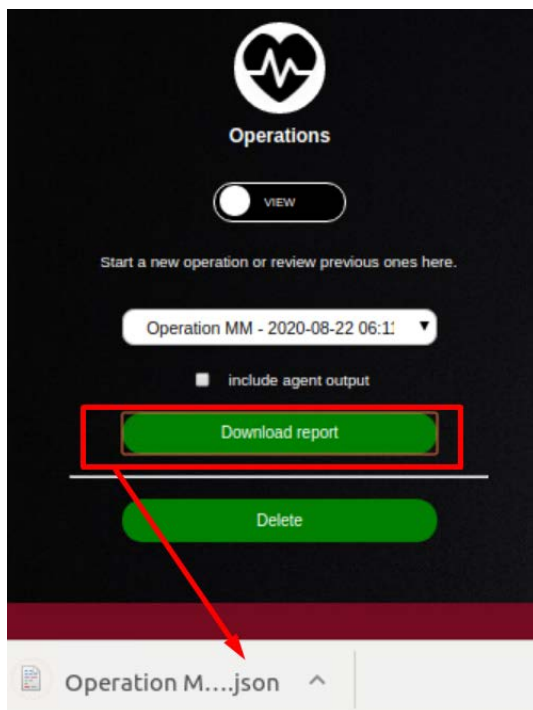 Operations
VIEW
Start a new operation or review previous ones here.
Operation MM - 2020-08-22 06:11
include agent output
Download report
Delete
Operation M....json